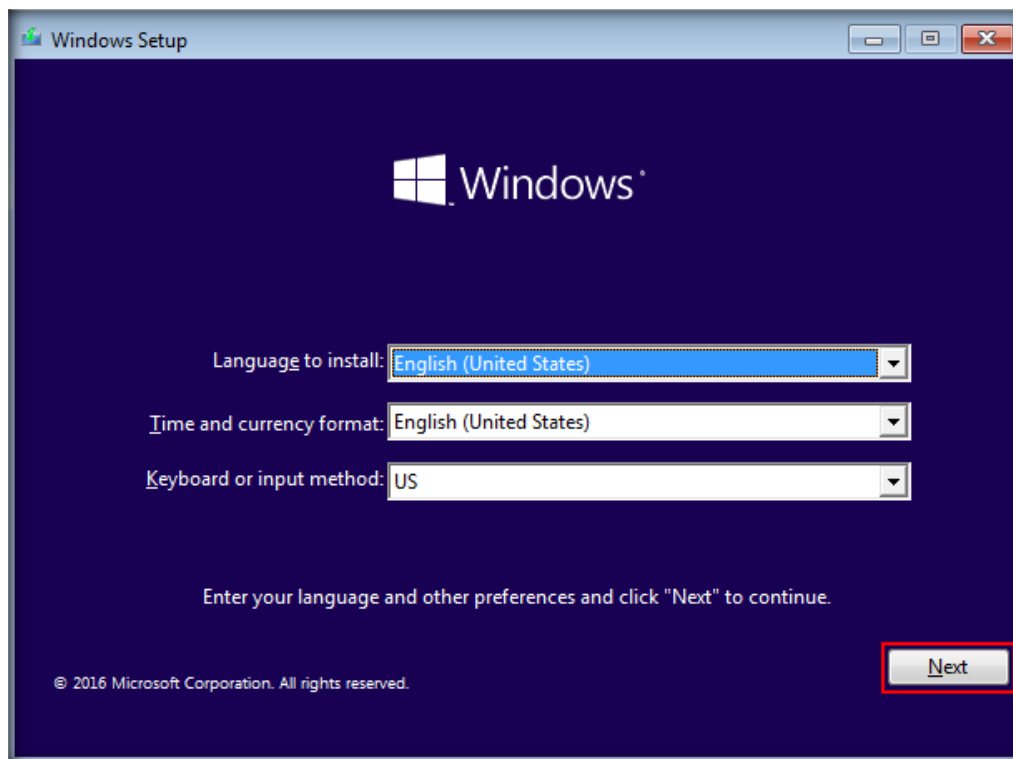 Windows Setup
Windows
Language to install: English (United States)
Time and currency format: English (United States)
Keyboard or input method: US
Enter your language and other preferences and click "Next" to continue.
Next
© 2016 Microsoft Corporation. All rights reserved.